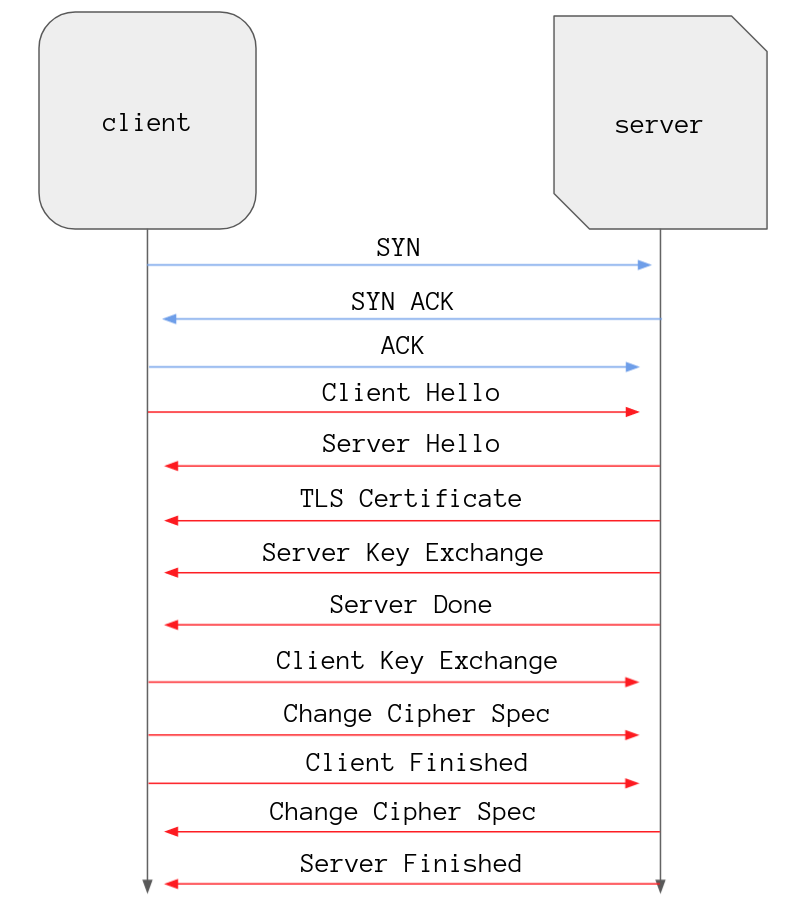 client
server
SYN
SYN ACK
ACK
Client Hello
Server Hello
TLS Certificate
Server Key Exchange
Server Done
Client Key Exchange
Change Cipher Spec
Client Finished
Change Cipher Spec
Server Finished